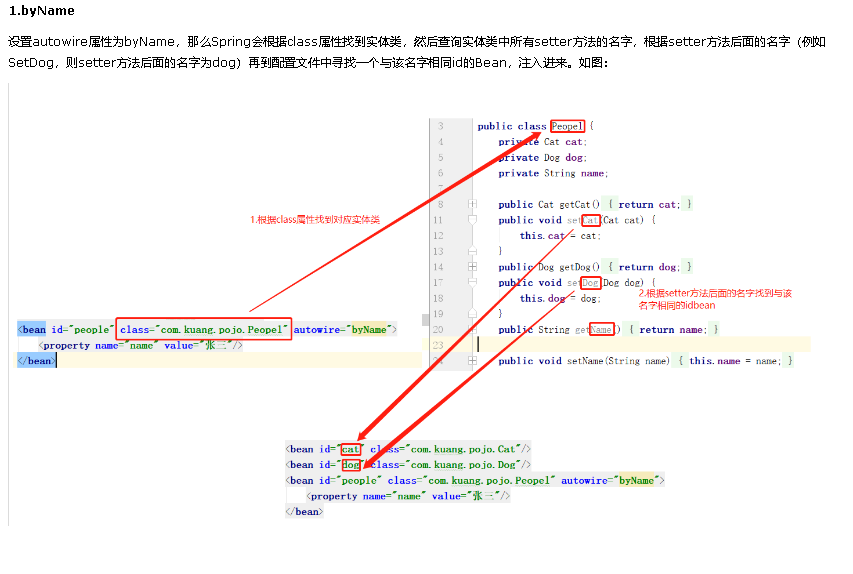 1.byName
设置autowire属性为byName，那么Spring会根据class属性找到实体类，然后查询实体类中所有setter方法的名字，根据setter方法后面的名字（例如
SetDog，则setter方法后面的名字为dog）再到配置文件中寻找一个与该名字相同id的Bean，注入进来。如图：
3 public class Peopel {
4 private Cat cat;
5 private Dog dog;
6 private String name;
7
8 public Cat getCat() { return cat; }
11 public void setCat(Cat cat) {
12 this.cat = cat;
13 }
14 public Dog getDog() { return dog; }
17 public void setDog(Dog dog) {
18 this.dog = dog;
19 }
20 public String getName() { return name; }
23
public void setName(String name) { this.name = name; }
1.根据class属性找到对应实体类
2.根据setter方法后面的名字找到与该
名字相同的idbean
<bean id="people" class="com.kuang.pojo.Peopel" autowire="byName">
<property name="name" value="张三"/>
</bean>
<bean id="cat" class="com.kuang.pojo.Cat"/>
<bean id="dog" class="com.kuang.pojo.Dog"/>
<bean id="people" class="com.kuang.pojo.Peopel" autowire="byName">
<property name="name" value="张三"/>
</bean>